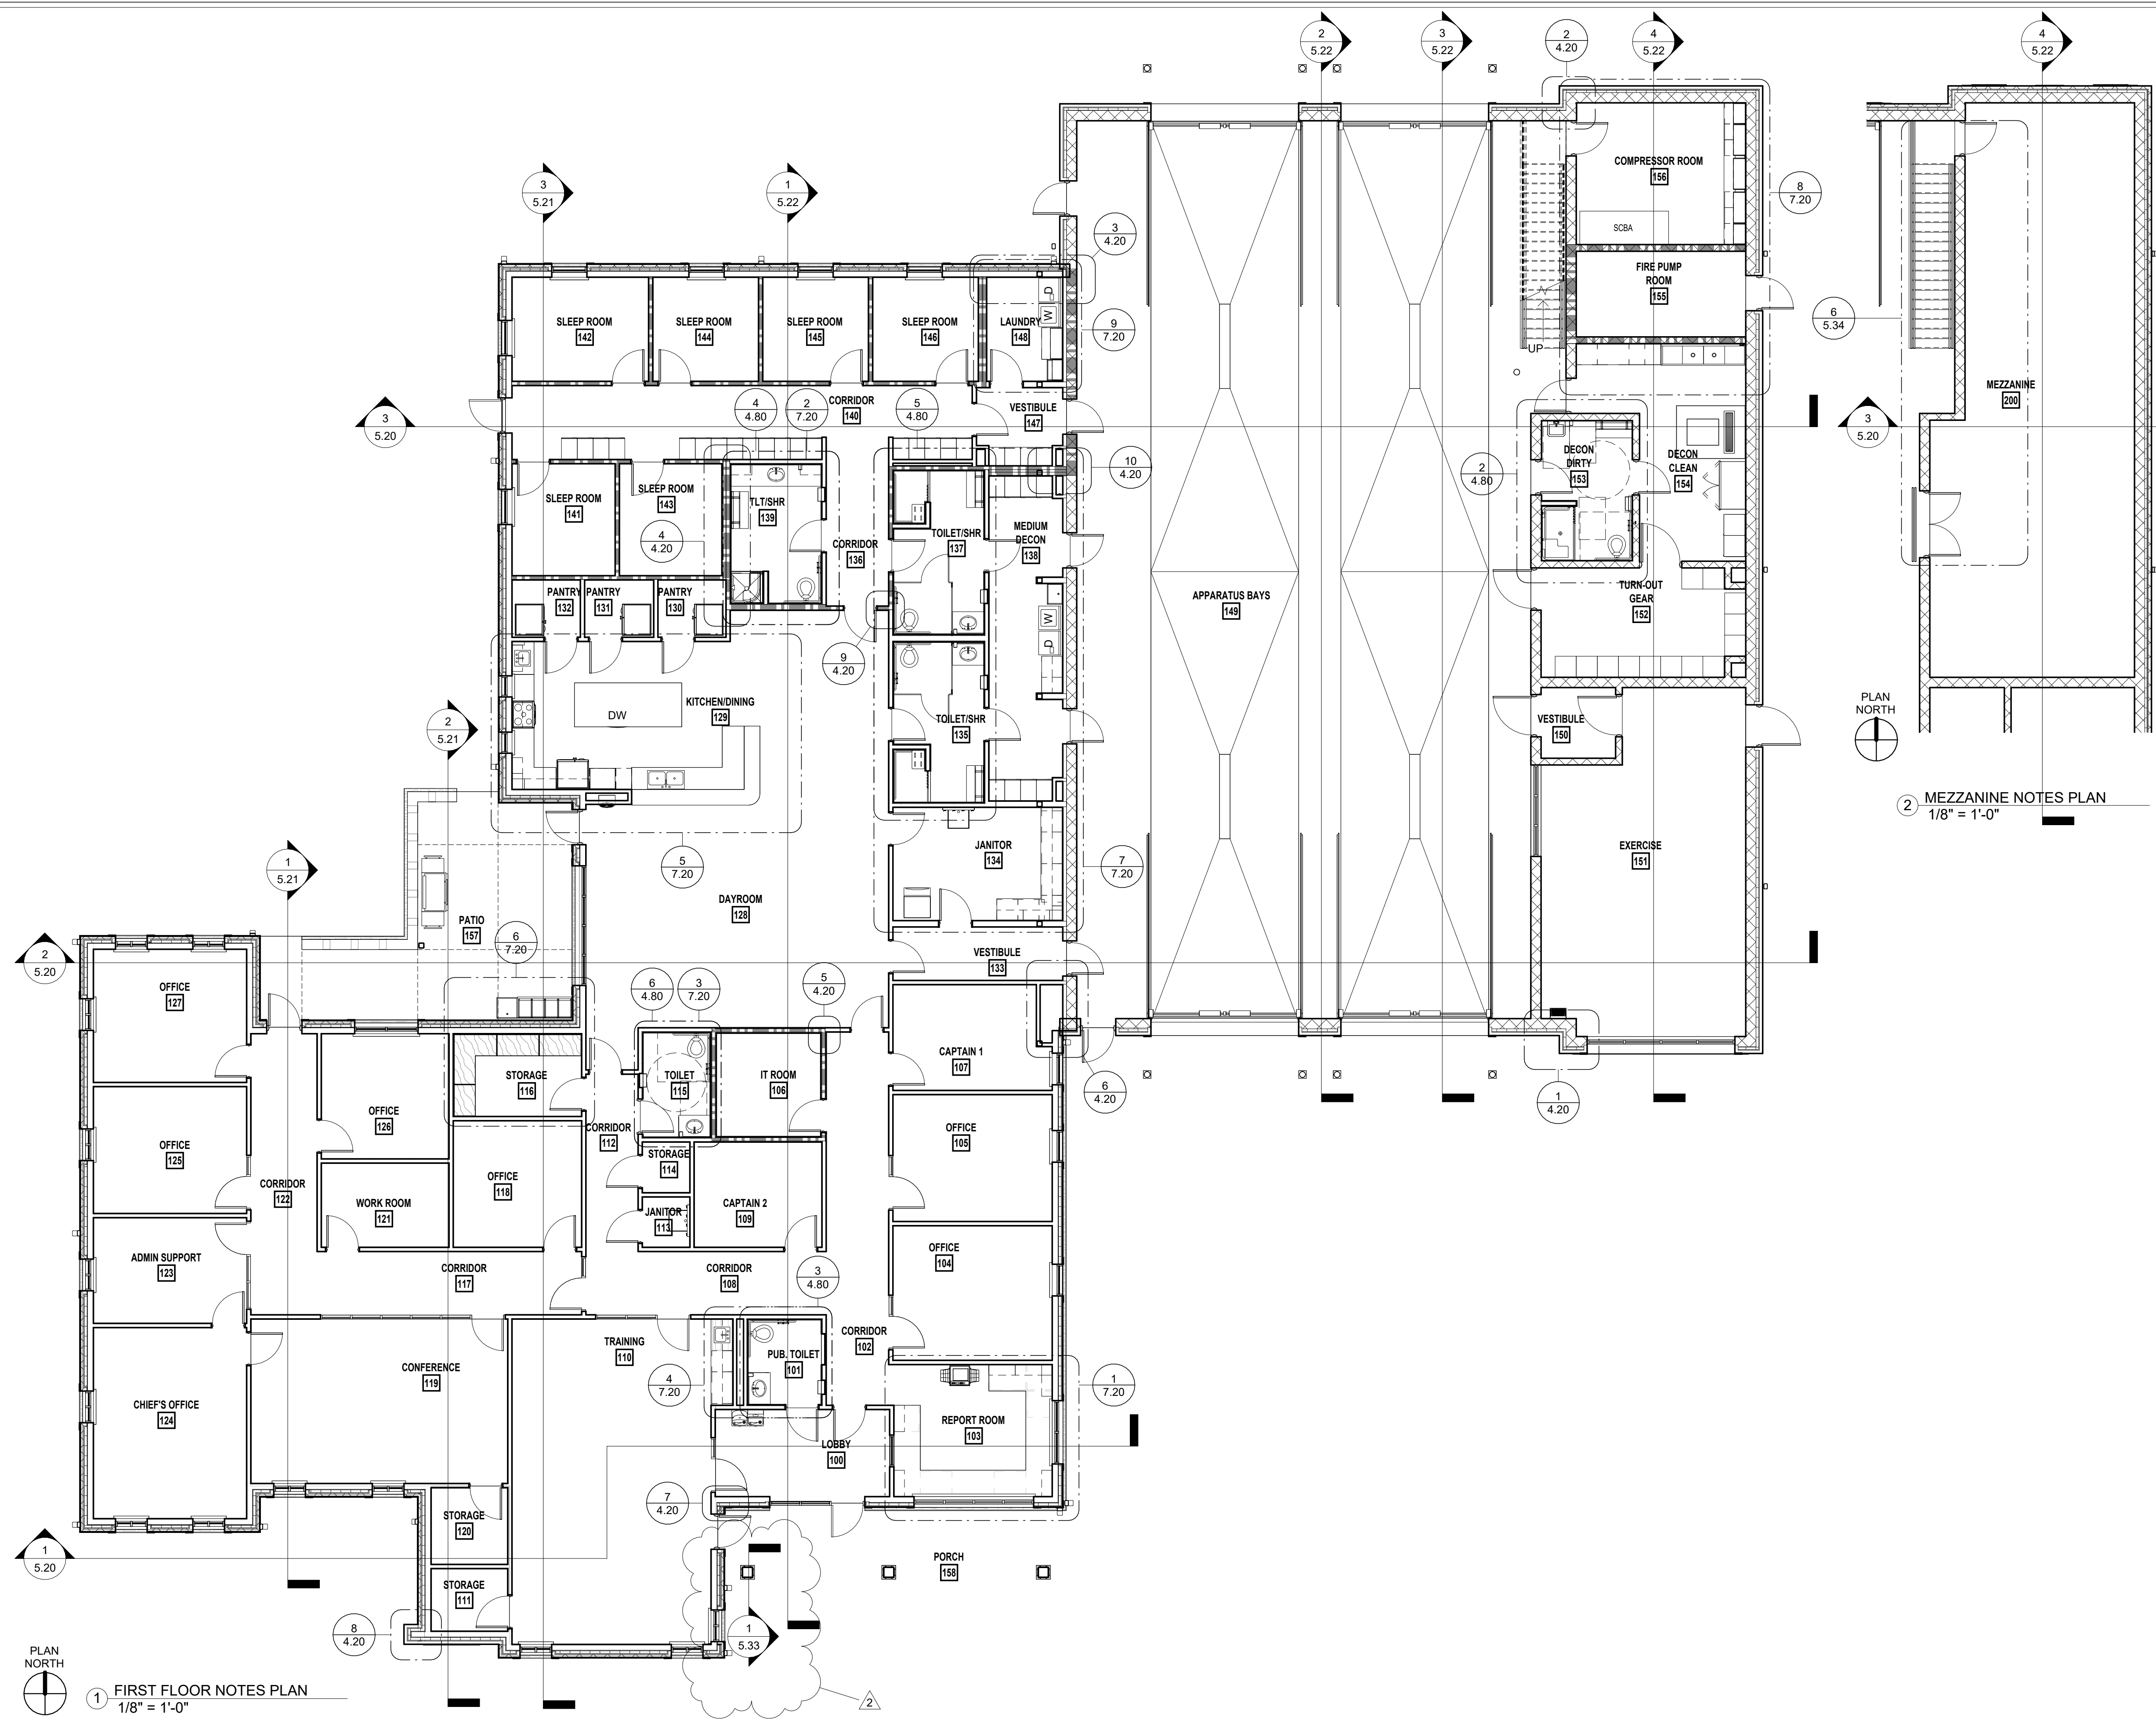 2
5.22
3
5.22
2
4.20
4
5.22
4
5.22
3
5.21
1
5.22
COMPRESSOR ROOM
156
8
7.20
SCBA
3
4.20
FIRE PUMP
ROOM
155
6
5.34
SLEEP ROOM
142
SLEEP ROOM
144
SLEEP ROOM
145
SLEEP ROOM
146
LAUNDRY
148
D
W
9
7.20
UP
MEZZANINE
200
3
5.20
4
4.80
2
7.20
CORRIDOR
140
5
4.80
VESTIBULE
147
3
5.20
10
4.20
2
4.80
DECON
DIRTY
153
DECON
CLEAN
154
SLEEP ROOM
141
SLEEP ROOM
143
4
4.20
TLT/SHR
139
CORRIDOR
136
TOILET/SHR
137
MEDIUM
DECON
138
PANTRY
132
PANTRY
131
PANTRY
130
W
D
APPARATUS BAYS
149
TURN-OUT
GEAR
152
9
4.20
KITCHEN/DINING
129
DW
2
5.21
TOILET/SHR
135
VESTIBULE
150
PLAN
NORTH
2
MEZZANINE NOTES PLAN
1/8" = 1'-0"
1
5.21
5
7.20
JANITOR
134
7
7.20
EXERCISE
151
DAYROOM
128
PATIO
157
6
7.20
2
5.20
VESTIBULE
133
6
4.80
3
7.20
5
4.20
OFFICE
127
STORAGE
116
TOILET
115
IT ROOM
106
CAPTAIN 1
107
6
4.20
1
4.20
OFFICE
126
CORRIDOR
112
OFFICE
105
OFFICE
125
STORAGE
114
CORRIDOR
122
OFFICE
118
WORK ROOM
121
JANITOR
113
CAPTAIN 2
109
ADMIN SUPPORT
123
CORRIDOR
117
CORRIDOR
108
3
4.80
OFFICE
104
TRAINING
110
CORRIDOR
102
PUB. TOILET
101
CONFERENCE
119
4
7.20
1
7.20
CHIEF'S OFFICE
124
REPORT ROOM
103
LOBBY
100
7
4.20
STORAGE
120
1
5.20
PORCH
158
STORAGE
111
8
4.20
1
5.33
2
PLAN
NORTH
1
FIRST FLOOR NOTES PLAN
1/8" = 1'-0"